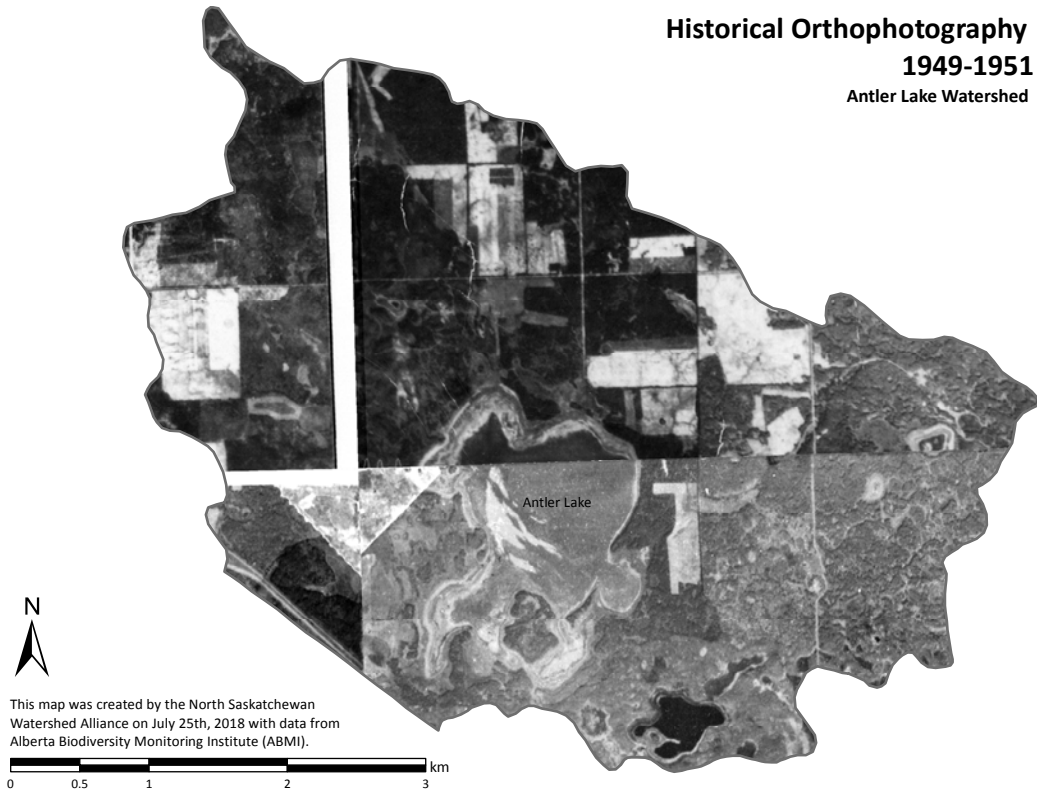 Historical Orthophotography
1949-1951
Antler Lake Watershed
Antler Lake
N
This map was created by the North Saskatchewan
Watershed Alliance on July 25th, 2018 with data from
Alberta Biodiversity Monitoring Institute (ABMI).
km
0 0.5 1 2 3